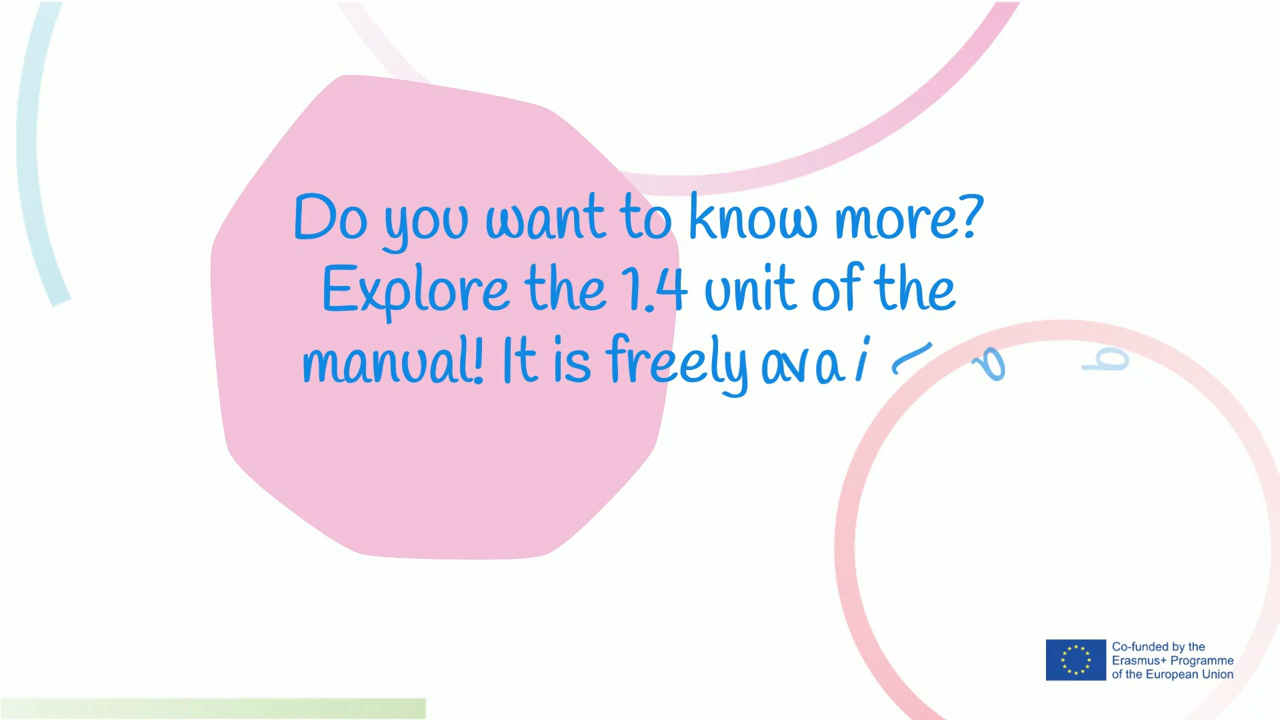 Do you want to know more?
Explore the 1.4 unit of the
manual! It is freely avai
Co-funded by the
Erasmus+ Programme
of the European Union